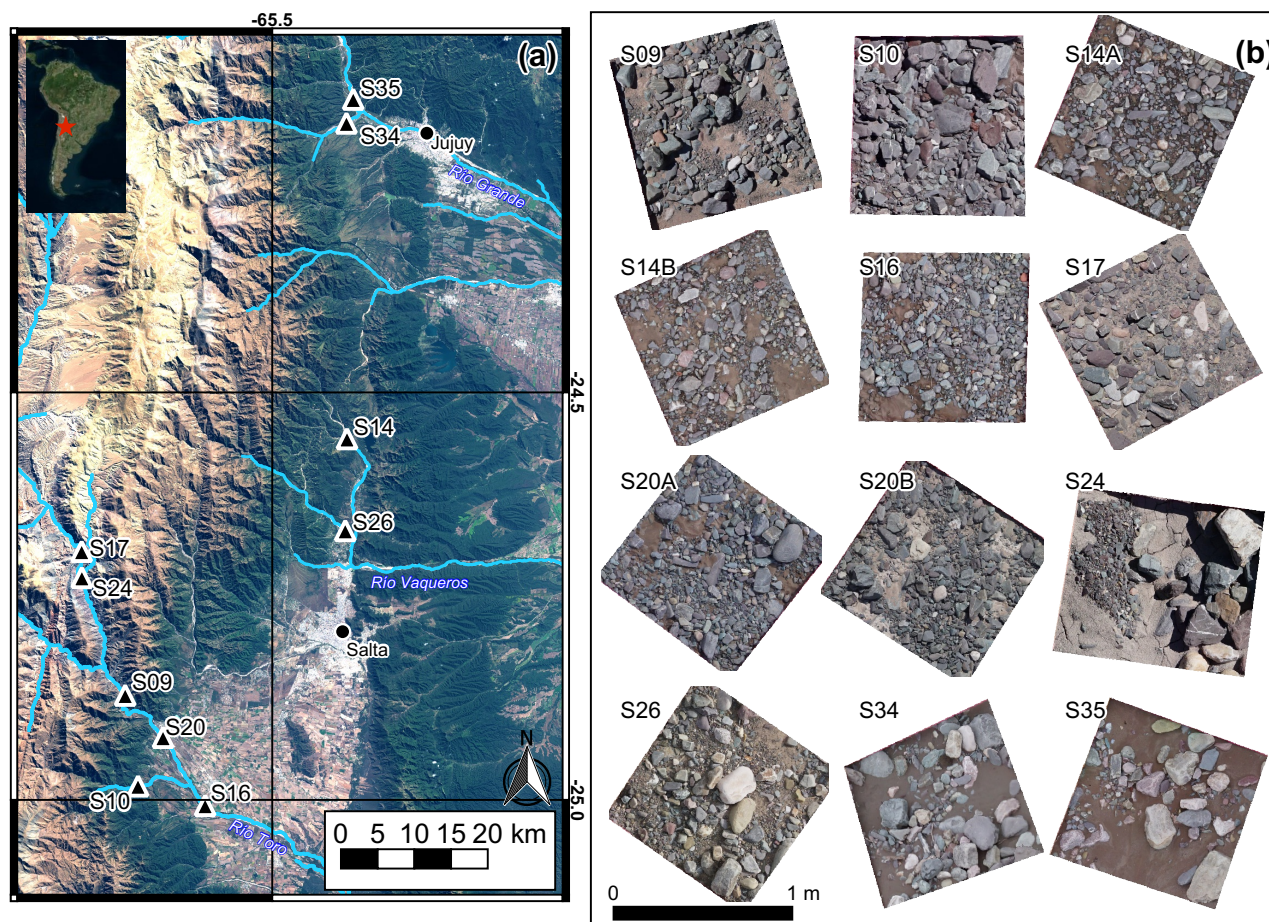 -65.5
(a)
S35
S34
Jujuy
Río Grande
-24.5
S14
S26
S17
S24
Río Vaqueros
Salta
S09
S20
N
S10
S16
-25.0
Río Toro
0 5 10 15 20 km
(b)
S09 S10 S14A
S14B S16 S17
S20A S20B S24
S26 S34 S35
0 1 m